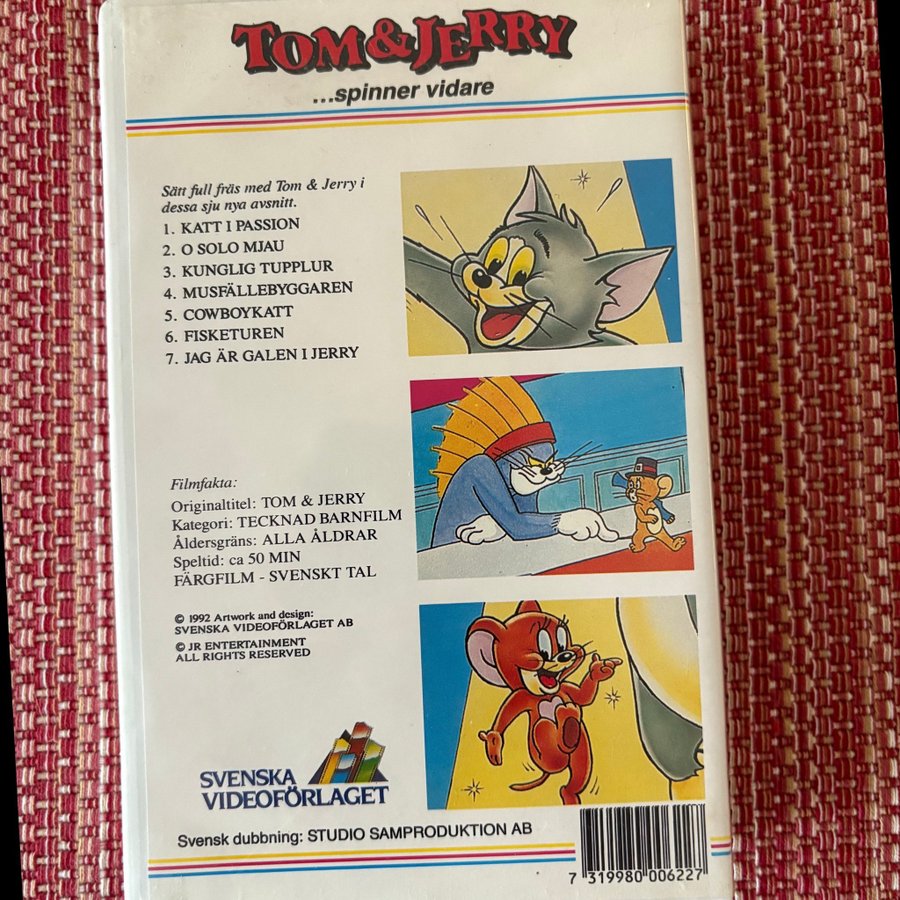 TOM & JERRY
...spinner vidare
Sätt full fräs med Tom & Jerry i
dessa sju nya avsnitt.
1. KATT I PASSION
2. O SOLO MJAU
3. KUNGLIG TUPPLUR
4. MUSFÄLLEBYGGAREN
5. COWBOYKATT
6. FISKETUREN
7. JAG ÄR GALEN I JERRY
Filmfakta:
Originaltitel: TOM & JERRY
Kategori: TECKNAD BARNFILM
Åldersgräns: ALLA ÅLDRAR
Speltid: ca 50 MIN
FÄRGFILM - SVENSKT TAL
© 1992 Artwork and design:
SVENSKA VIDEOFÖRLAGET AB
© JR ENTERTAINMENT
ALL RIGHTS RESERVED
SVENSKA
VIDEOFÖRLAGET
Svensk dubbning: STUDIO SAMPRODUKTION AB
7 319980 006227